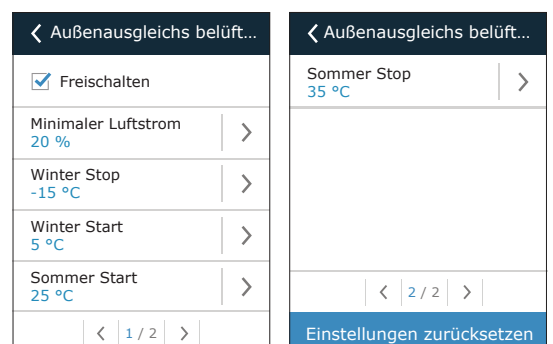 Außenausgleichs belüft...
Freischalten
Minimaler Luftstrom
20 %
Winter Stop
-15 °C
Winter Start
5 °C
Sommer Start
25 °C
1 / 2
Außenausgleichs belüft...
Sommer Stop
35 °C
2 / 2
Einstellungen zurücksetzen